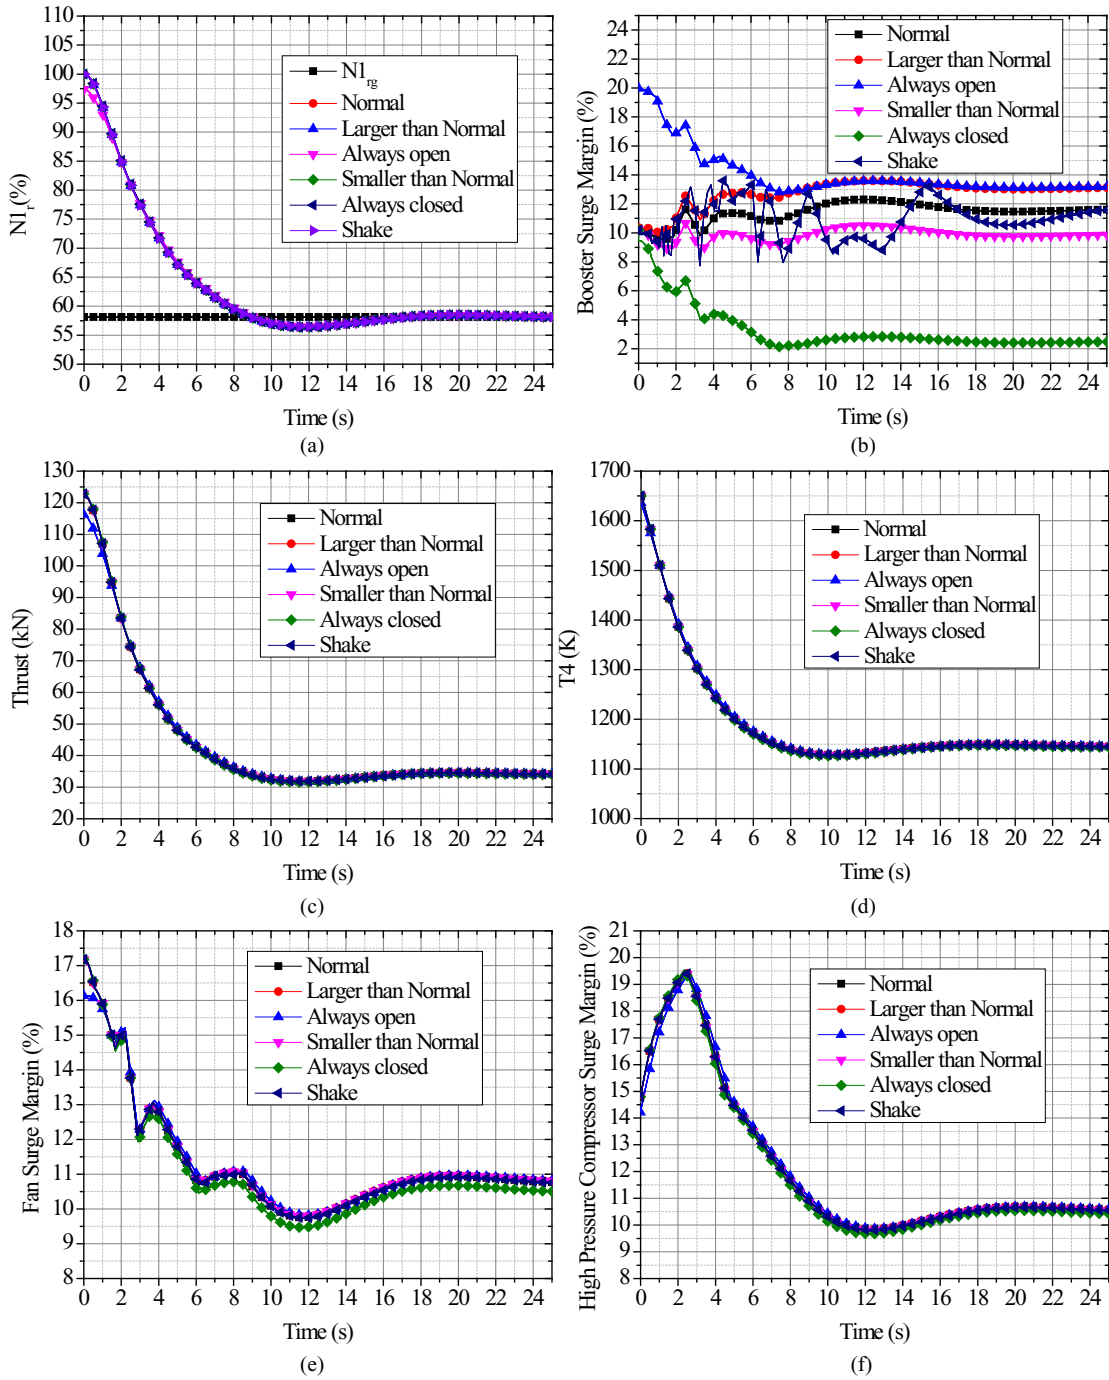 N1r(%)
100
95
90
85
80
75
70
65
60
55
50
N1rg
Normal
Larger than Normal
Always open
Smaller than Normal
Always closed
Shake
0 2 4 6 8 10 12 14 16 18 20 22 24
Time (s)
(a)
Booster Surge Margin (%)
24
22
20
18
16
14
12
10
8
6
4
2
Normal
Larger than Normal
Always open
Smaller than Normal
Always closed
Shake
0 2 4 6 8 10 12 14 16 18 20 22 24
Time (s)
(b)
Thrust (kN)
130
120
110
100
90
80
70
60
50
40
30
20
Normal
Larger than Normal
Always open
Smaller than Normal
Always closed
Shake
0 2 4 6 8 10 12 14 16 18 20 22 24
Time (s)
(c)
T4 (K)
1700
1600
1500
1400
1300
1200
1100
1000
Normal
Larger than Normal
Always open
Smaller than Normal
Always closed
Shake
0 2 4 6 8 10 12 14 16 18 20 22 24
Time (s)
(d)
Fan Surge Margin (%)
18
17
16
15
14
13
12
11
10
9
8
Normal
Larger than Normal
Always open
Smaller than Normal
Always closed
Shake
0 2 4 6 8 10 12 14 16 18 20 22 24
Time (s)
(e)
High Pressure Compressor Surge Margin (%)
21
20
19
18
17
16
15
14
13
12
11
10
9
8
Normal
Larger than Normal
Always open
Smaller than Normal
Always closed
Shake
0 2 4 6 8 10 12 14 16 18 20 22 24
Time (s)
(f)